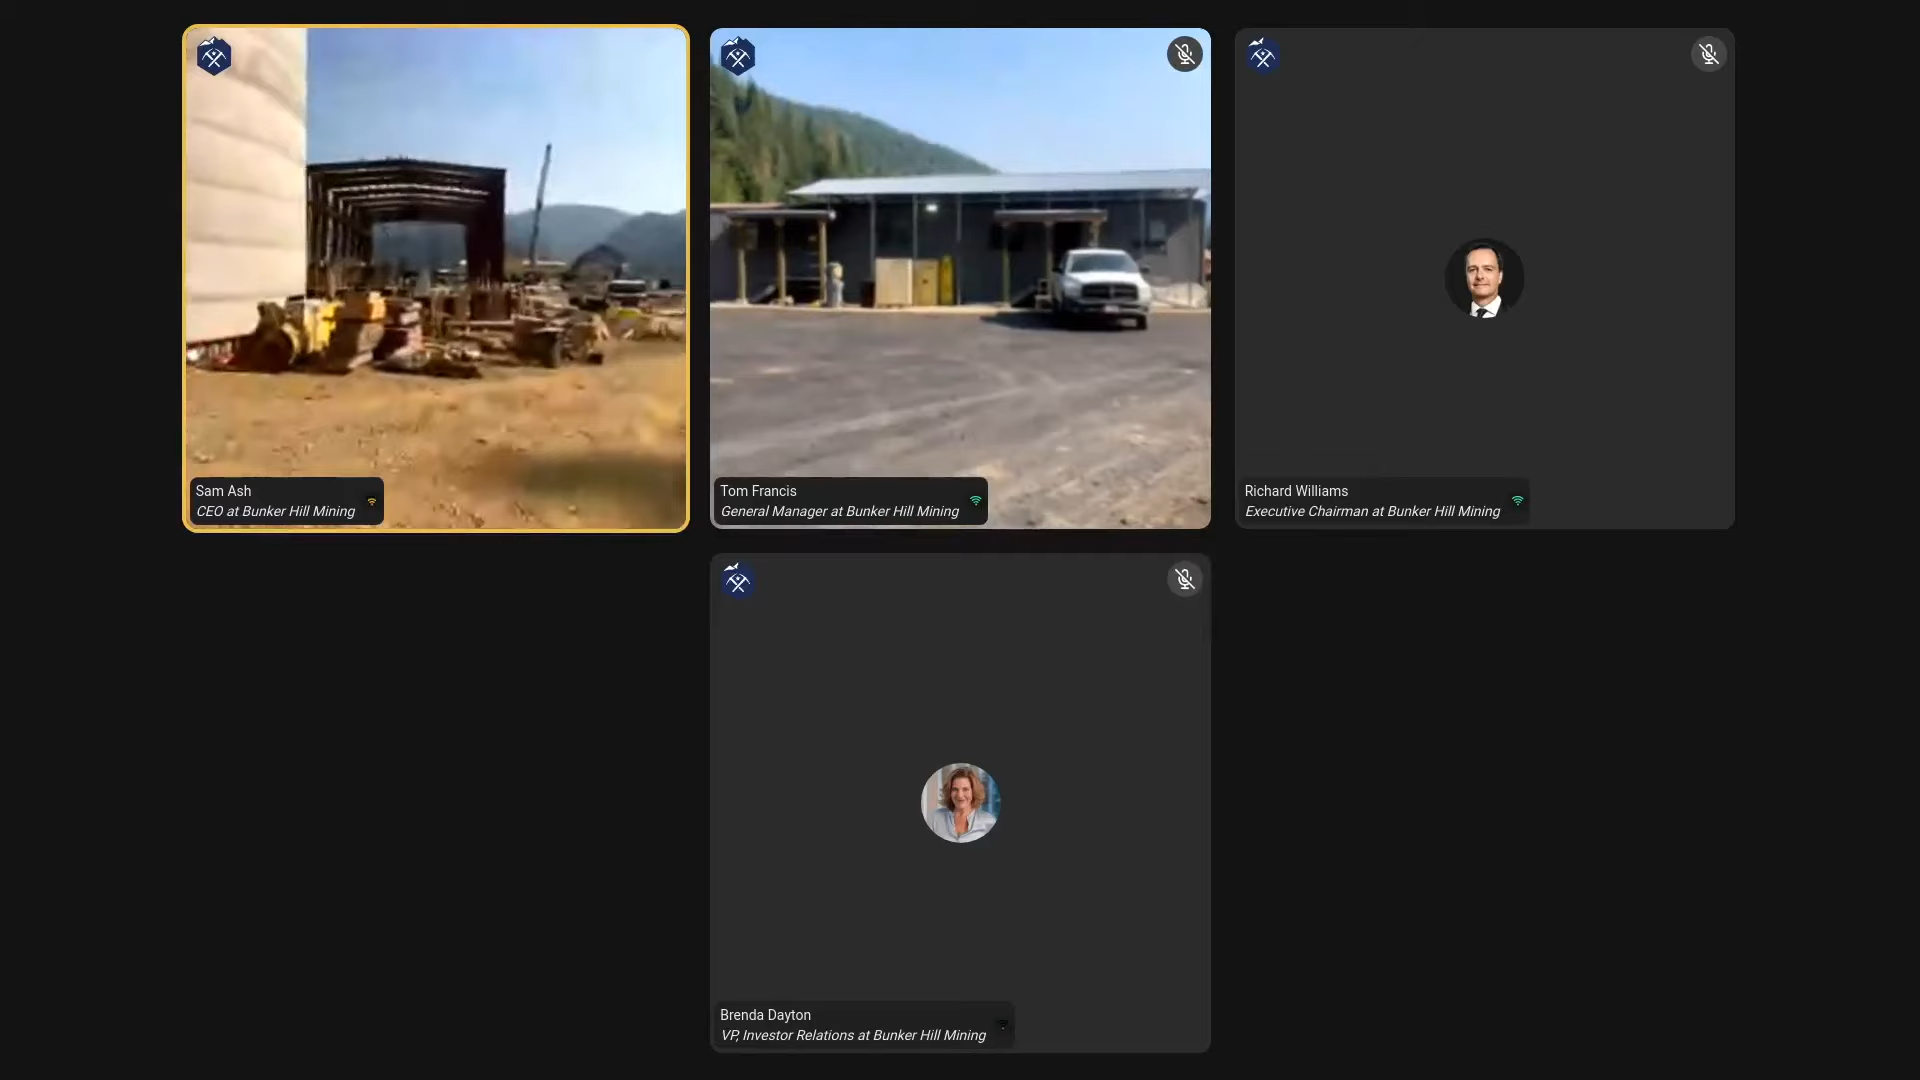 Sam Ash
CEO at Bunker Hill Mining
Tom Francis
General Manager at Bunker Hill Mining
Richard Williams
Executive Chairman at Bunker Hill Mining
Brenda Dayton
VP, Investor Relations at Bunker Hill Mining